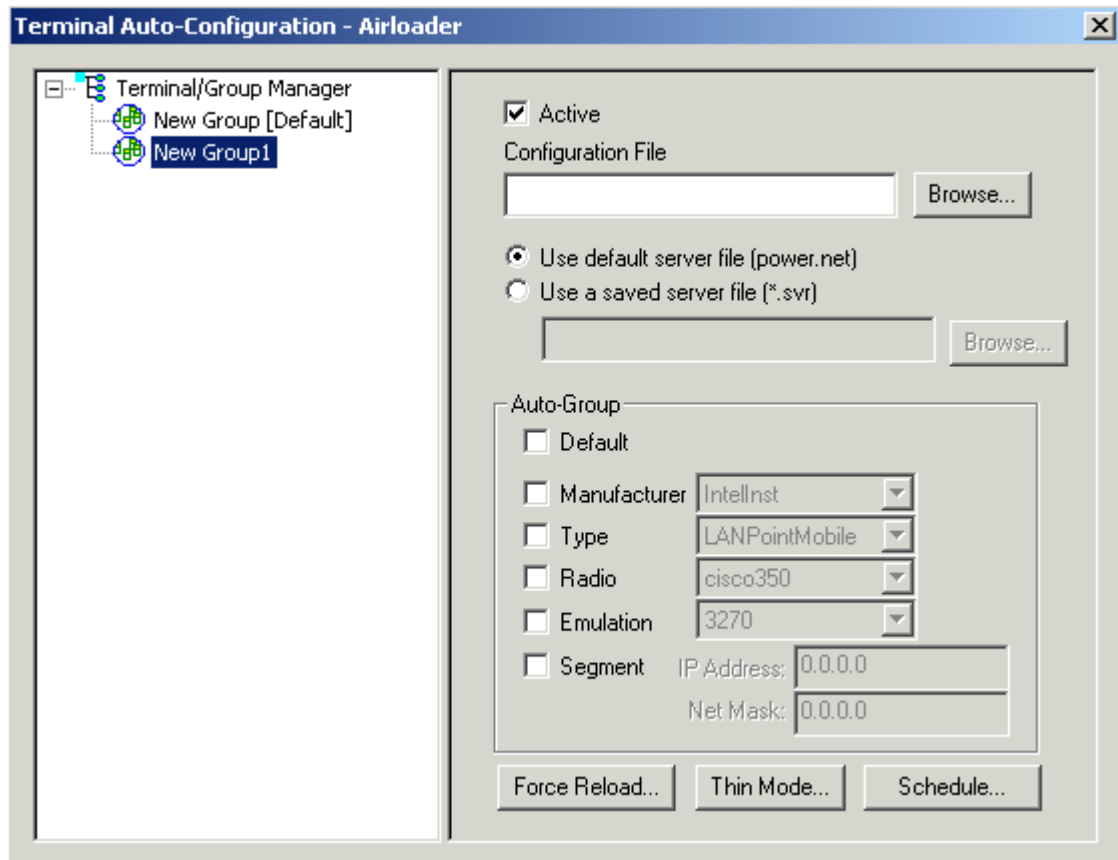 Terminal Auto-Configuration - Airloader
Terminal/Group Manager
New Group [Default]
New Group1
Active
Configuration File
Browse...
Use default server file (power.net)
Use a saved server file (*.svr)
Browse...
Auto-Group
Default
Manufacturer IntelInst
Type LANPointMobile
Radio cisco350
Emulation 3270
Segment IP Address: 0.0.0.0
Net Mask: 0.0.0.0
Force Reload... Thin Mode... Schedule...